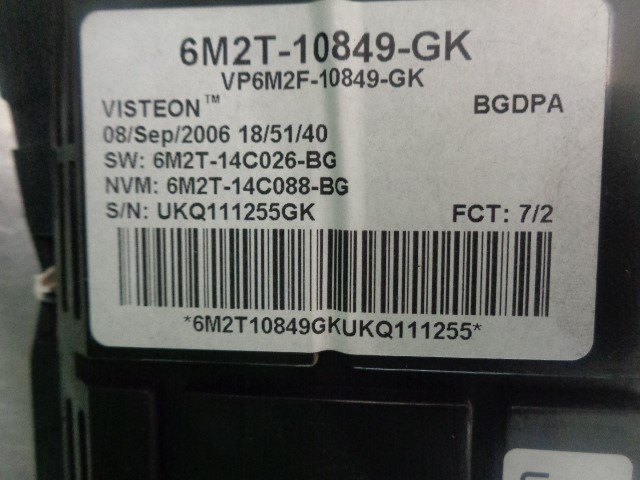 6M2T-10849-GK
VP6M2F-10849-GK
VISTEON™ BGDPA
08/Sep/2006 18/51/40
SW: 6M2T-14C026-BG
NVM: 6M2T-14C088-BG
S/N: UKQ111255GK FCT: 7/2
*6M2T10849GKUKQ111255*